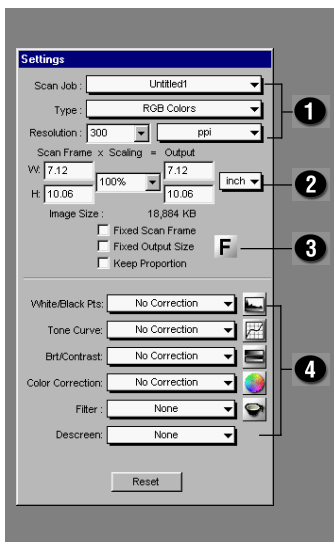 Settings
Scan Job : Untitled1
Type : RGB Colors
Resolution : 300 ppi
Scan Frame x Scaling = Output
W: 7.12 100% 7.12 inch
H: 10.06 10.06
Image Size : 18,884 KB
Fixed Scan Frame
Fixed Output Size
Keep Proportion
F
White/Black Pts: No Correction
Tone Curve: No Correction
Brt/Contrast: No Correction
Color Correction: No Correction
Filter : None
Descreen: None
Reset
1
2
3
4